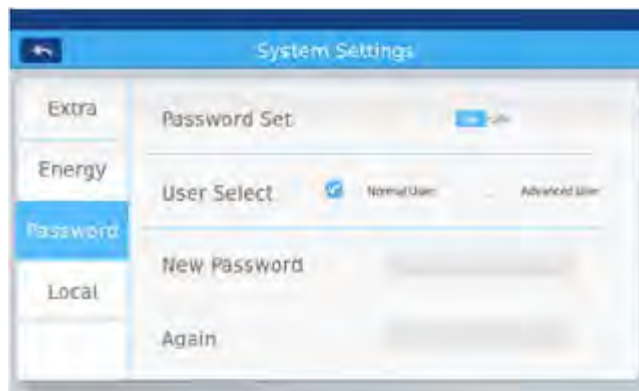 System Settings
Extra
Energy
Password
Local
Password Set
User Select
Normal User
Advanced User
New Password
Again